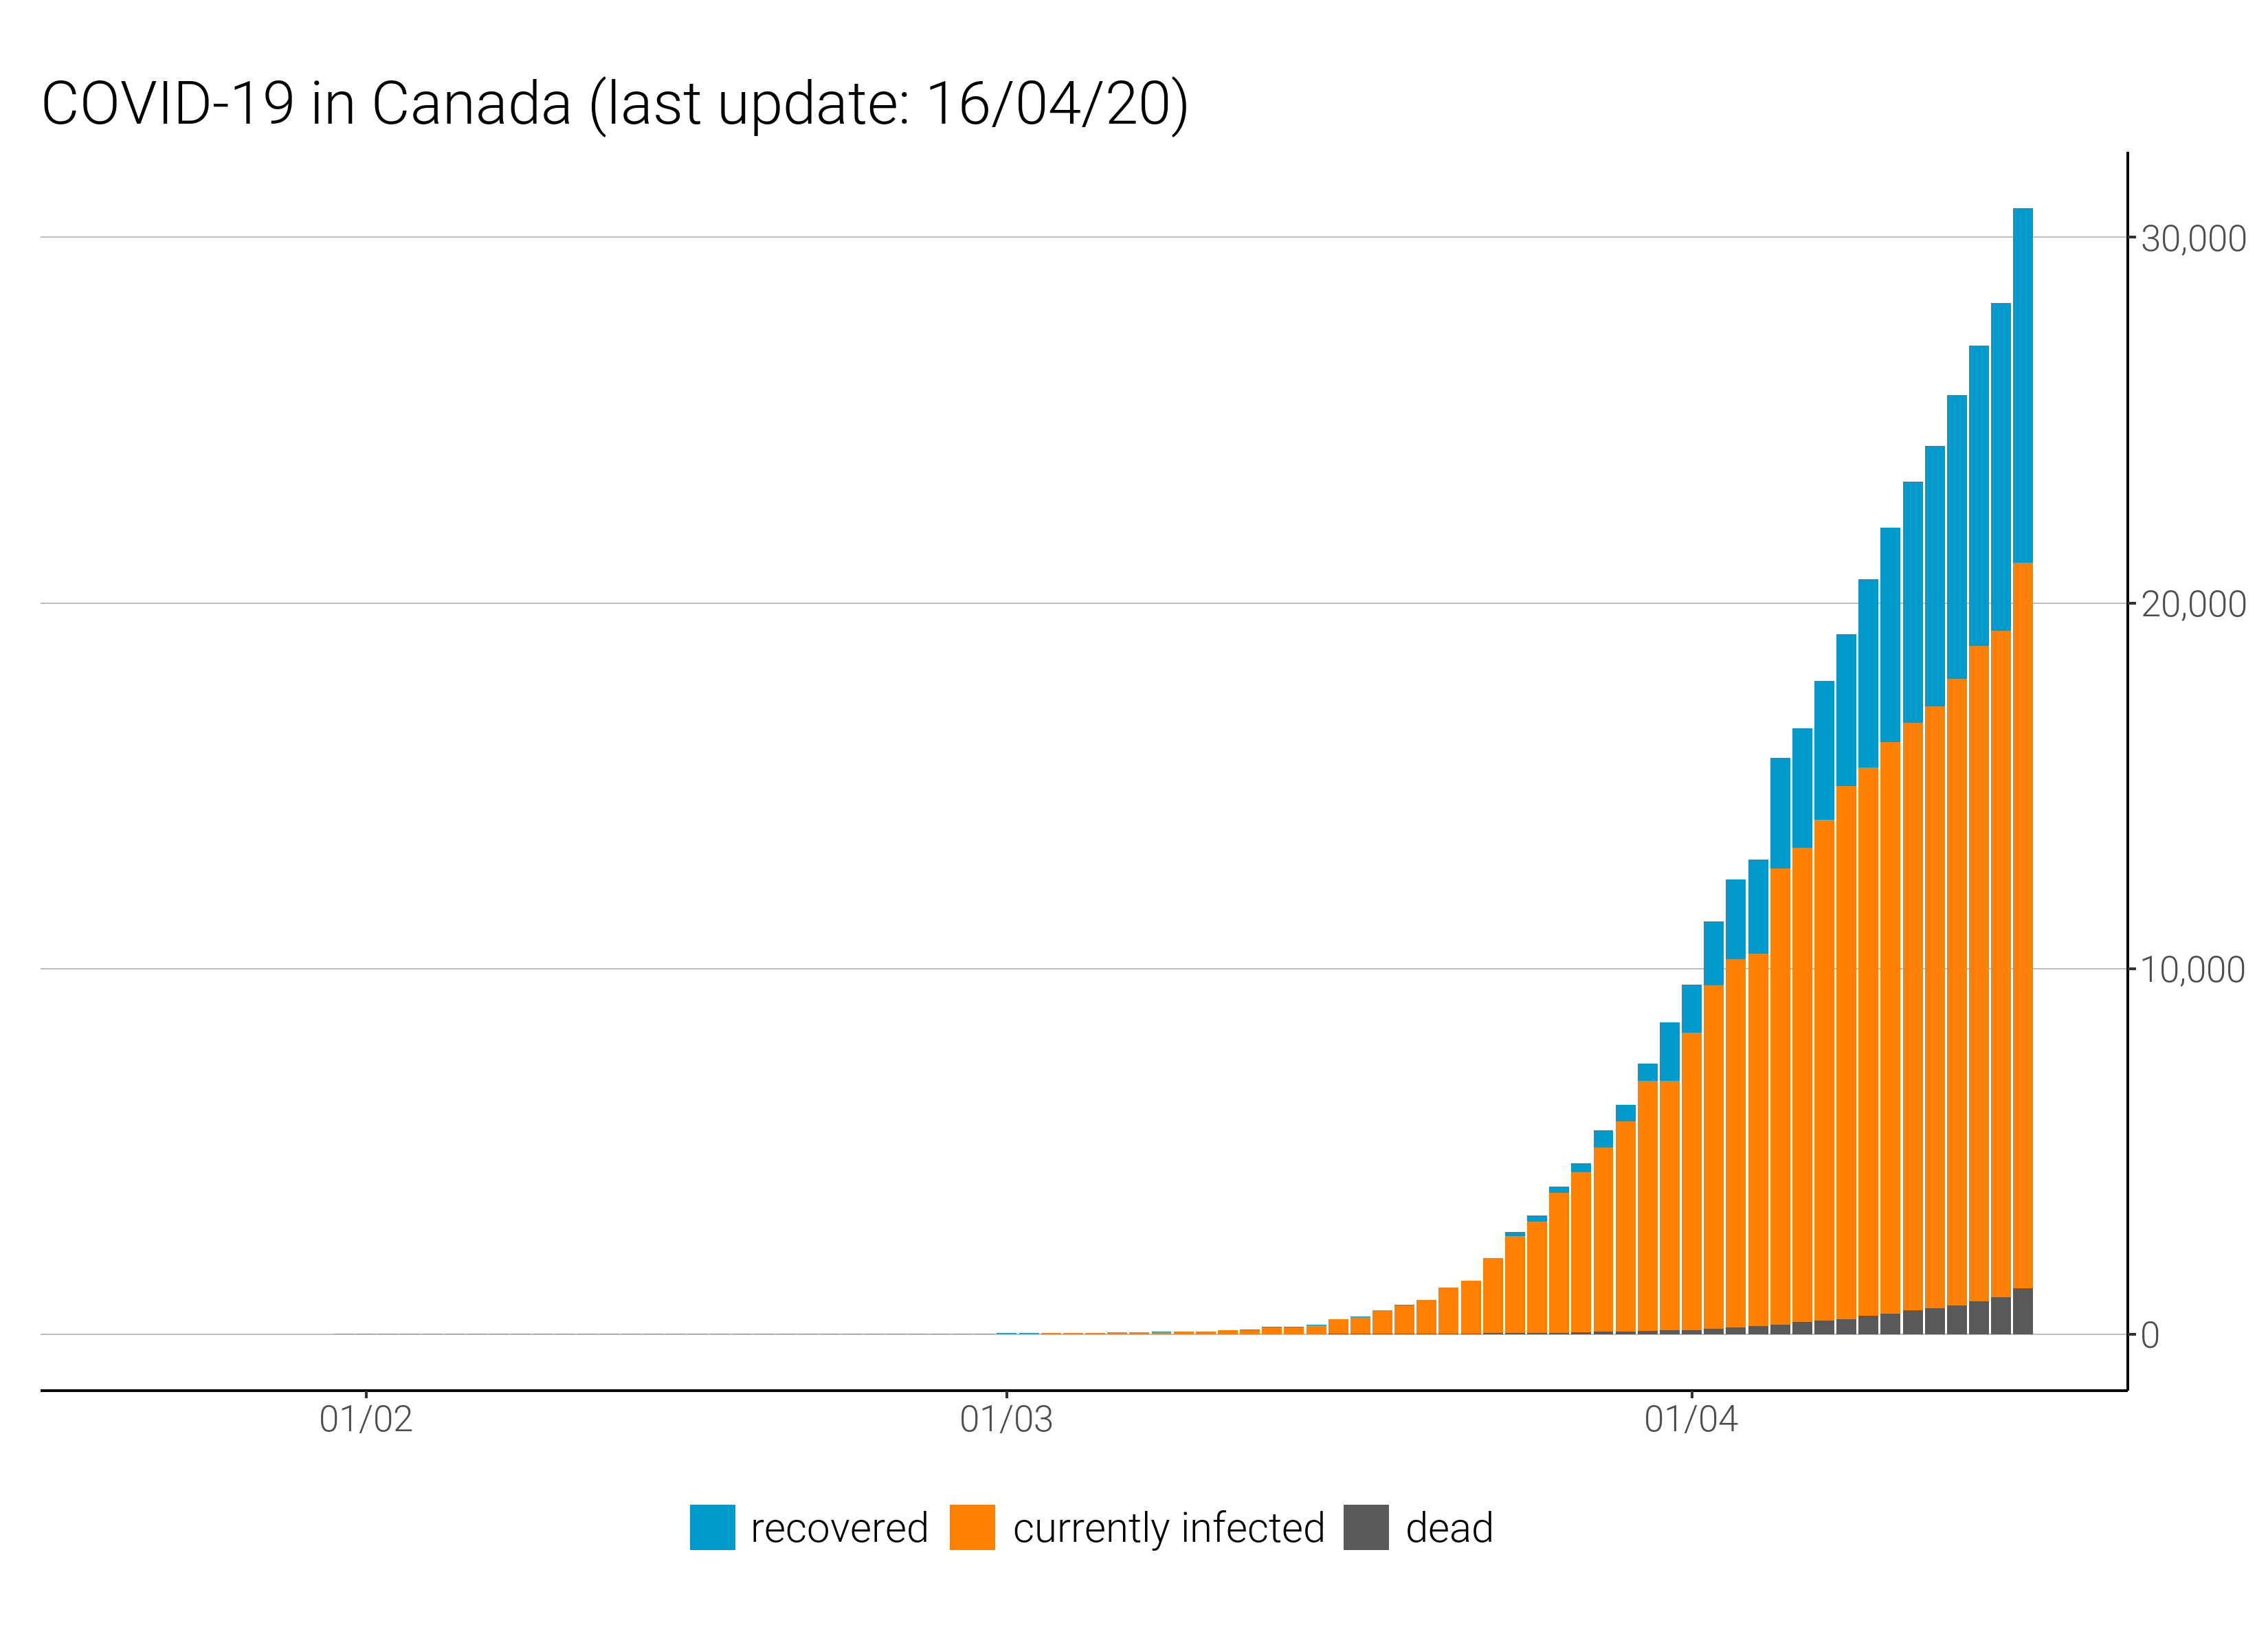 COVID-19 in Canada (last update: 16/04/20)
30,000
20,000
10,000
0
01/02 01/03 01/04
recovered currently infected dead